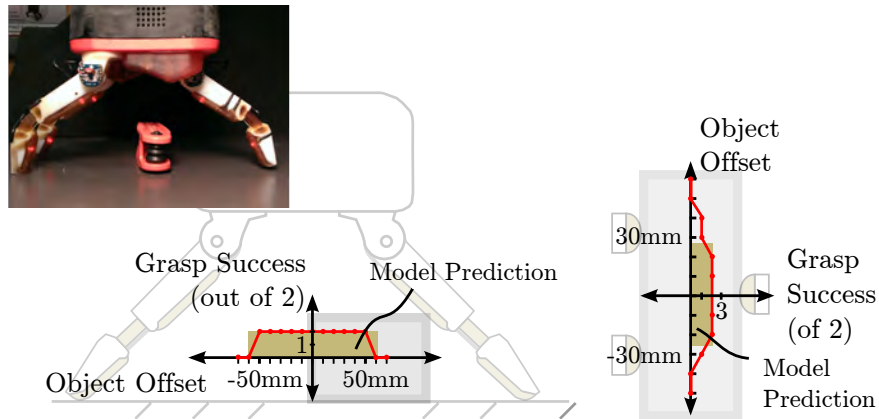 Grasp Success
(out of 2)
Model Prediction
1
Object Offset
-50mm
50mm
Object
Offset
30mm
3
-30mm
Grasp
Success
(of 2)
Model
Prediction